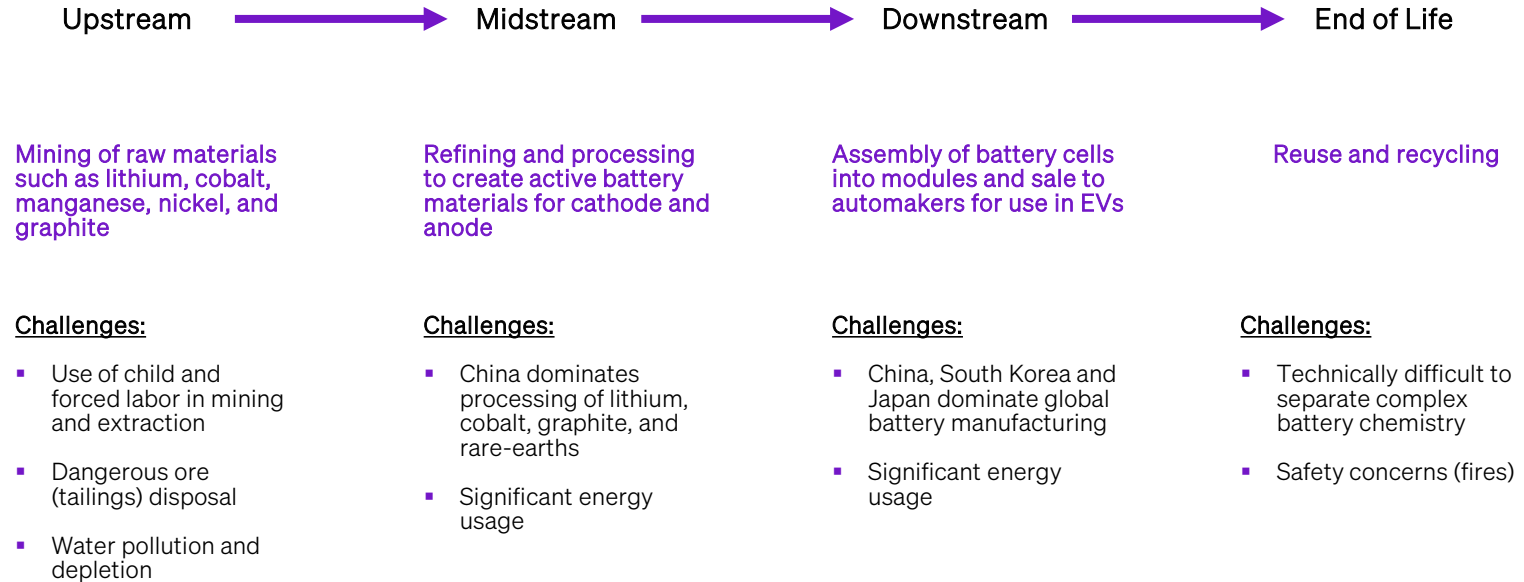 Upstream
Midstream
Downstream
End of Life
Mining of raw materials
such as lithium, cobalt,
manganese, nickel, and
graphite
Refining and processing
to create active battery
materials for cathode and
anode
Assembly of battery cells
into modules and sale to
automakers for use in EVs
Reuse and recycling
Challenges:
▪ Use of child and
forced labor in mining
and extraction
▪ Dangerous ore
(tailings) disposal
▪ Water pollution and
depletion
Challenges:
▪ China dominates
processing of lithium,
cobalt, graphite, and
rare-earths
▪ Significant energy
usage
Challenges:
▪ China, South Korea and
Japan dominate global
battery manufacturing
▪ Significant energy
usage
Challenges:
▪ Technically difficult to
separate complex
battery chemistry
▪ Safety concerns (fires)